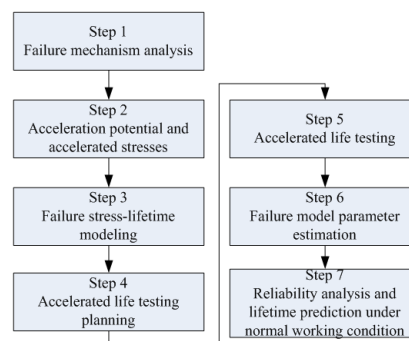 Step 1
Failure mechanism analysis
Step 2
Acceleration potential and
accelerated stresses
Step 3
Failure stress-lifetime
modeling
Step 4
Accelerated life testing
planning
Step 5
Accelerated life testing
Step 6
Failure model parameter
estimation
Step 7
Reliability analysis and
lifetime prediction under
normal working condition